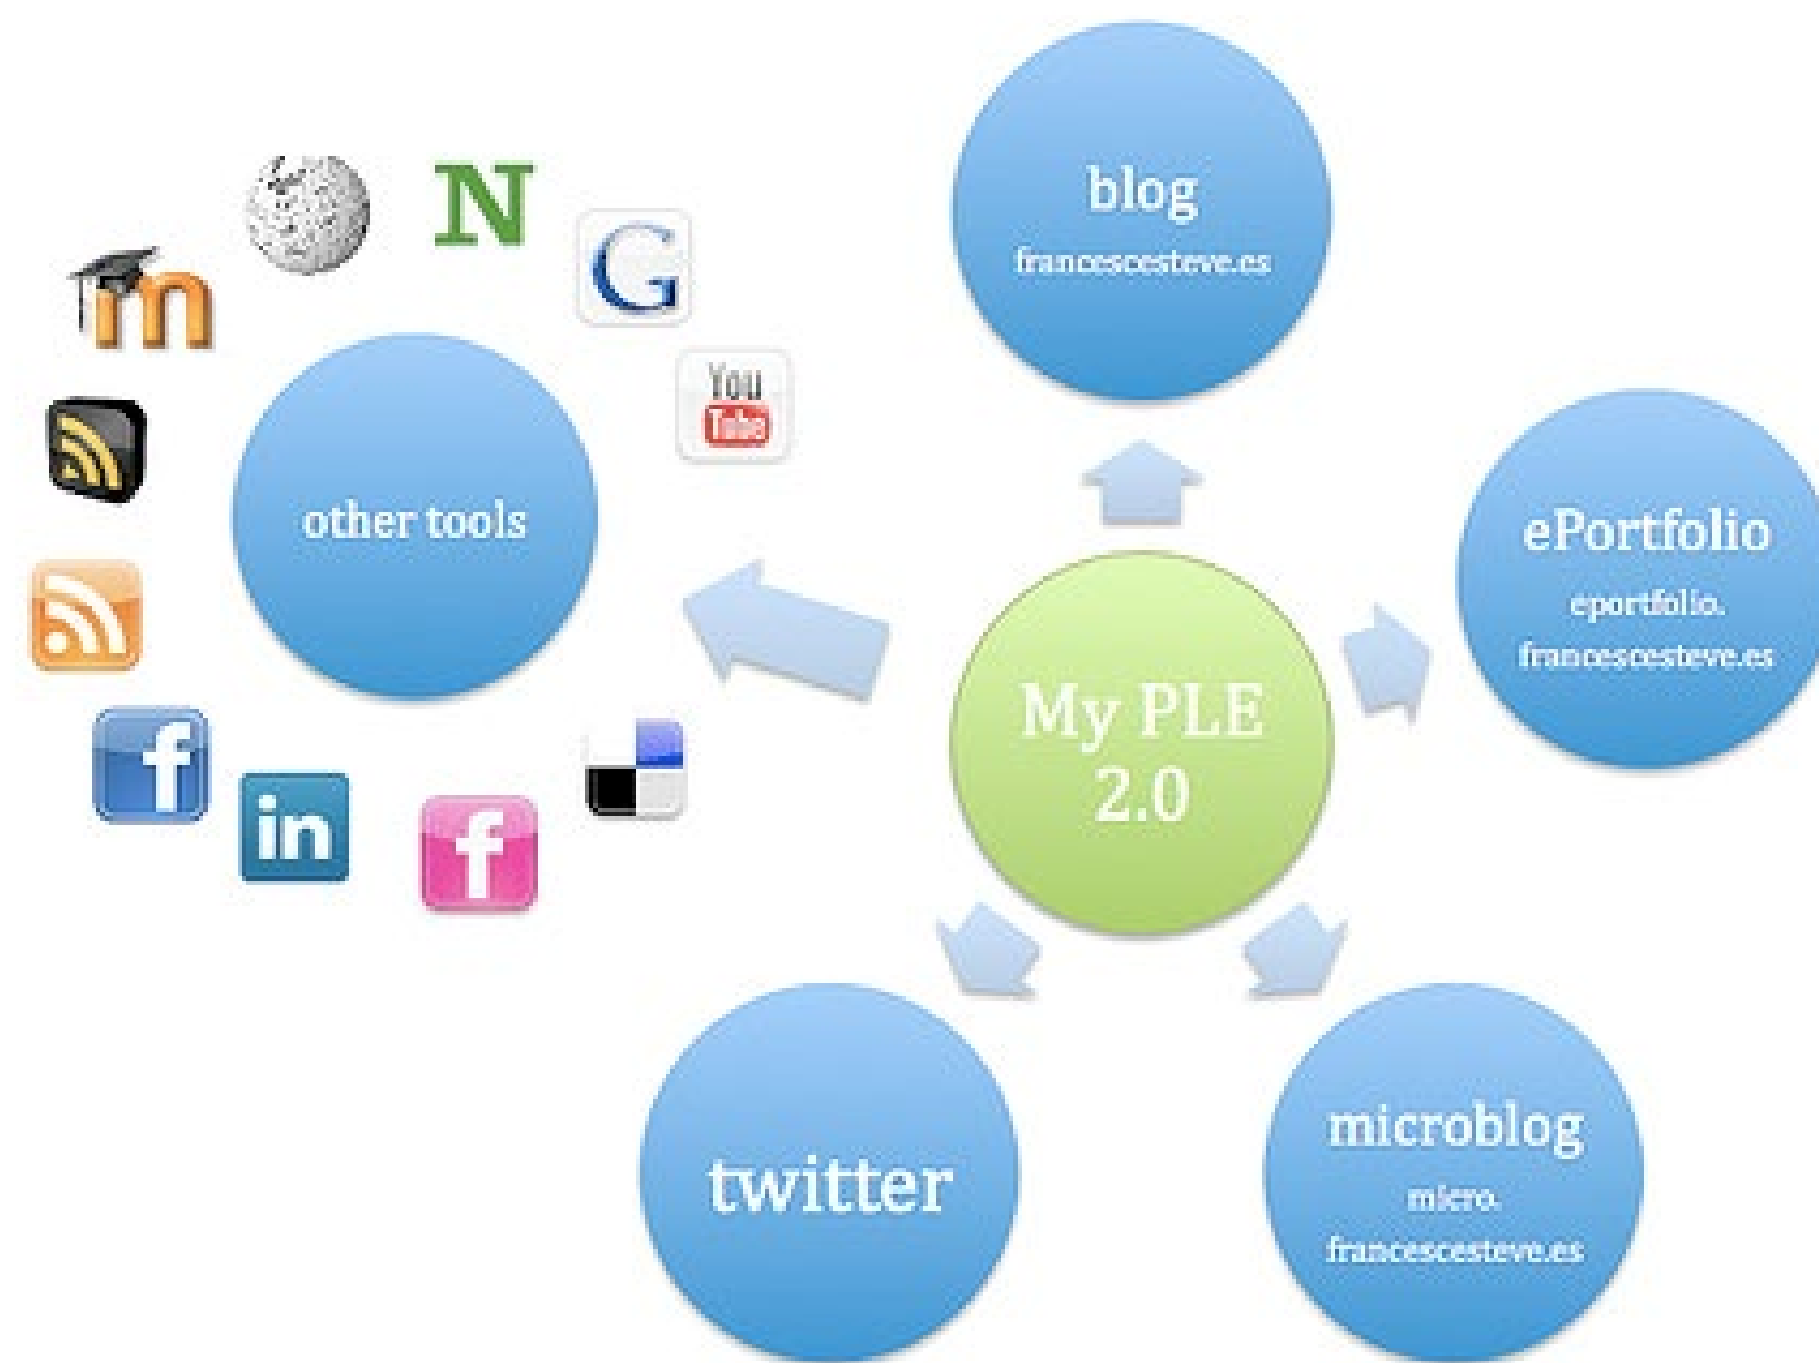 blog
francescesteve.es
N
G
You
Tube
m
other tools
ePortfolio
eportfolio.
francescesteve.es
My PLE
2.0
f
in
f
twitter
microblog
micro.
francescesteve.es